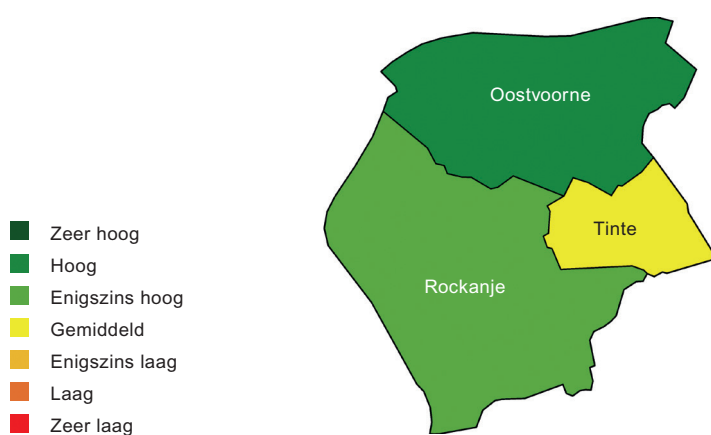 Oostvoorne
Tinte
Rockanje
Zeer hoog
Hoog
Enigszins hoog
Gemiddeld
Enigszins laag
Laag
Zeer laag